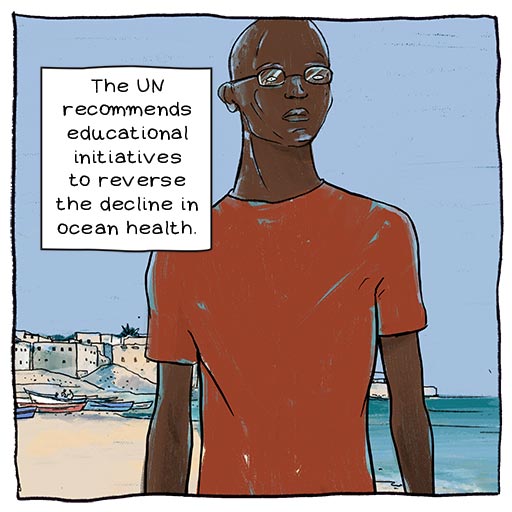 The UN
recommends
educational
initiatives
to reverse
the decline in
ocean health.